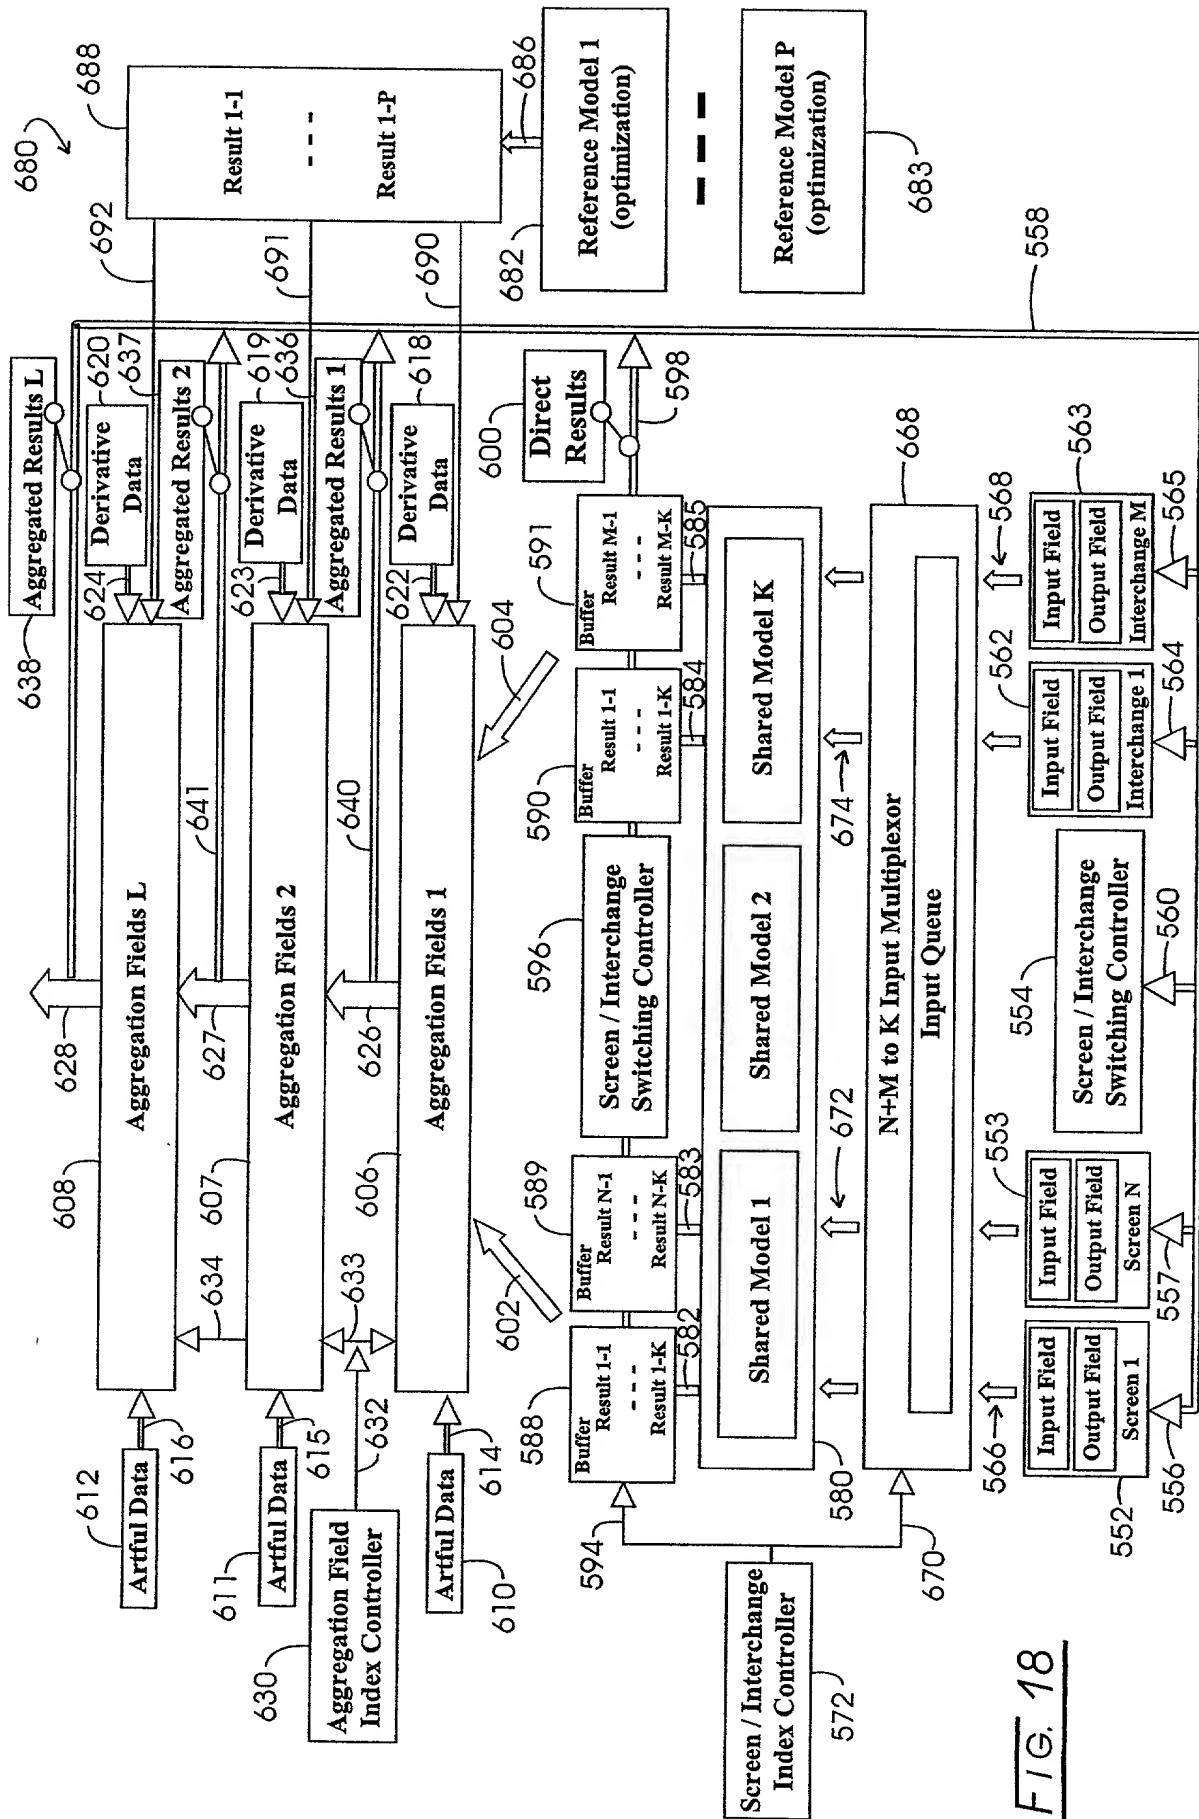 680
692
688
Result 1-1
- - -
Result 1-P
691
690
686
682
Reference Model 1
(optimization)
Reference Model P
(optimization)
683
558
638
Aggregated Results L
620
Derivative
Data
624
637
Aggregated Results 2
619
Derivative
Data
623
636
Aggregated Results 1
618
Derivative
Data
622
628
608
Aggregation Fields L
641
627
607
Aggregation Fields 2
640
626
606
Aggregation Fields 1
634
633
612
Artful Data
616
611
Artful Data
615
632
630
Aggregation Field
Index Controller
610
Artful Data
614
602
604
600
Direct
Results
598
588
Buffer
Result 1-1
- - -
Result 1-K
582
589
Buffer
Result N-1
- - -
Result N-K
583
596
Screen / Interchange
Switching Controller
590
Buffer
Result 1-1
- - -
Result 1-K
584
591
Buffer
Result M-1
- - -
Result M-K
585
594
580
Shared Model 1
Shared Model 2
Shared Model K
672
674
572
Screen / Interchange
Index Controller
670
668
N+M to K Input Multiplexor
Input Queue
566
553
562
568
552
Input Field
Output Field
Screen 1
556
Input Field
Output Field
Screen N
557
554
Screen / Interchange
Switching Controller
560
Input Field
Output Field
Interchange 1
564
563
Input Field
Output Field
Interchange M
565
FIG. 18